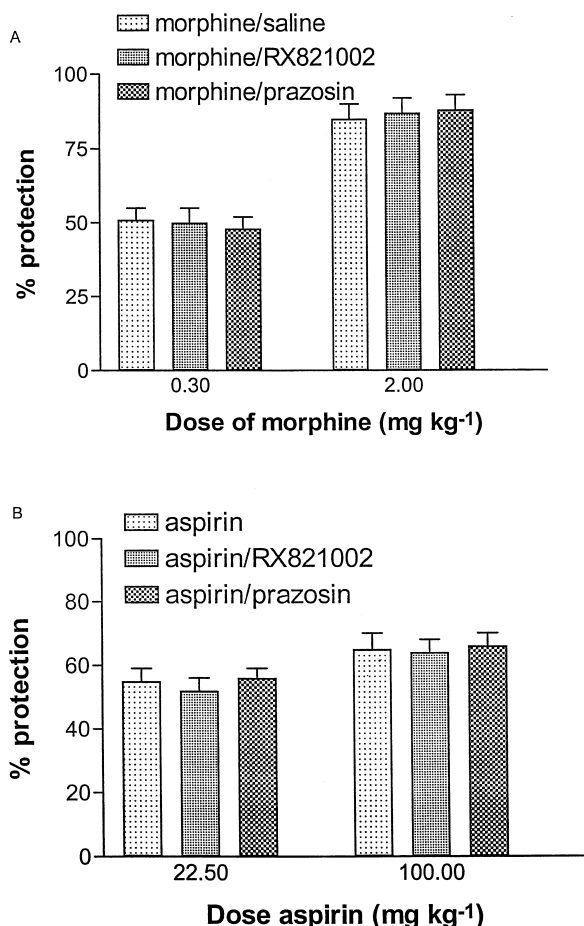 A
morphine/saline
morphine/RX821002
morphine/prazosin
100
75
50
25
0
% protection
0.30 2.00
Dose of morphine (mg kg-1)
B
aspirin
aspirin/RX821002
aspirin/prazosin
100
80
60
40
20
0
% protection
22.50 100.00
Dose aspirin (mg kg-1)